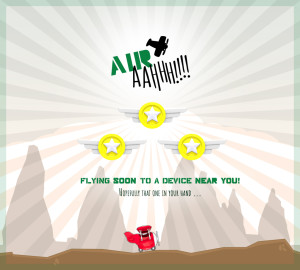 AIR
AAHHH!!!!
FLYING SOON TO A DEVICE NEAR YOU!
HOPEFULLY THAT ONE IN YOUR HAND ....